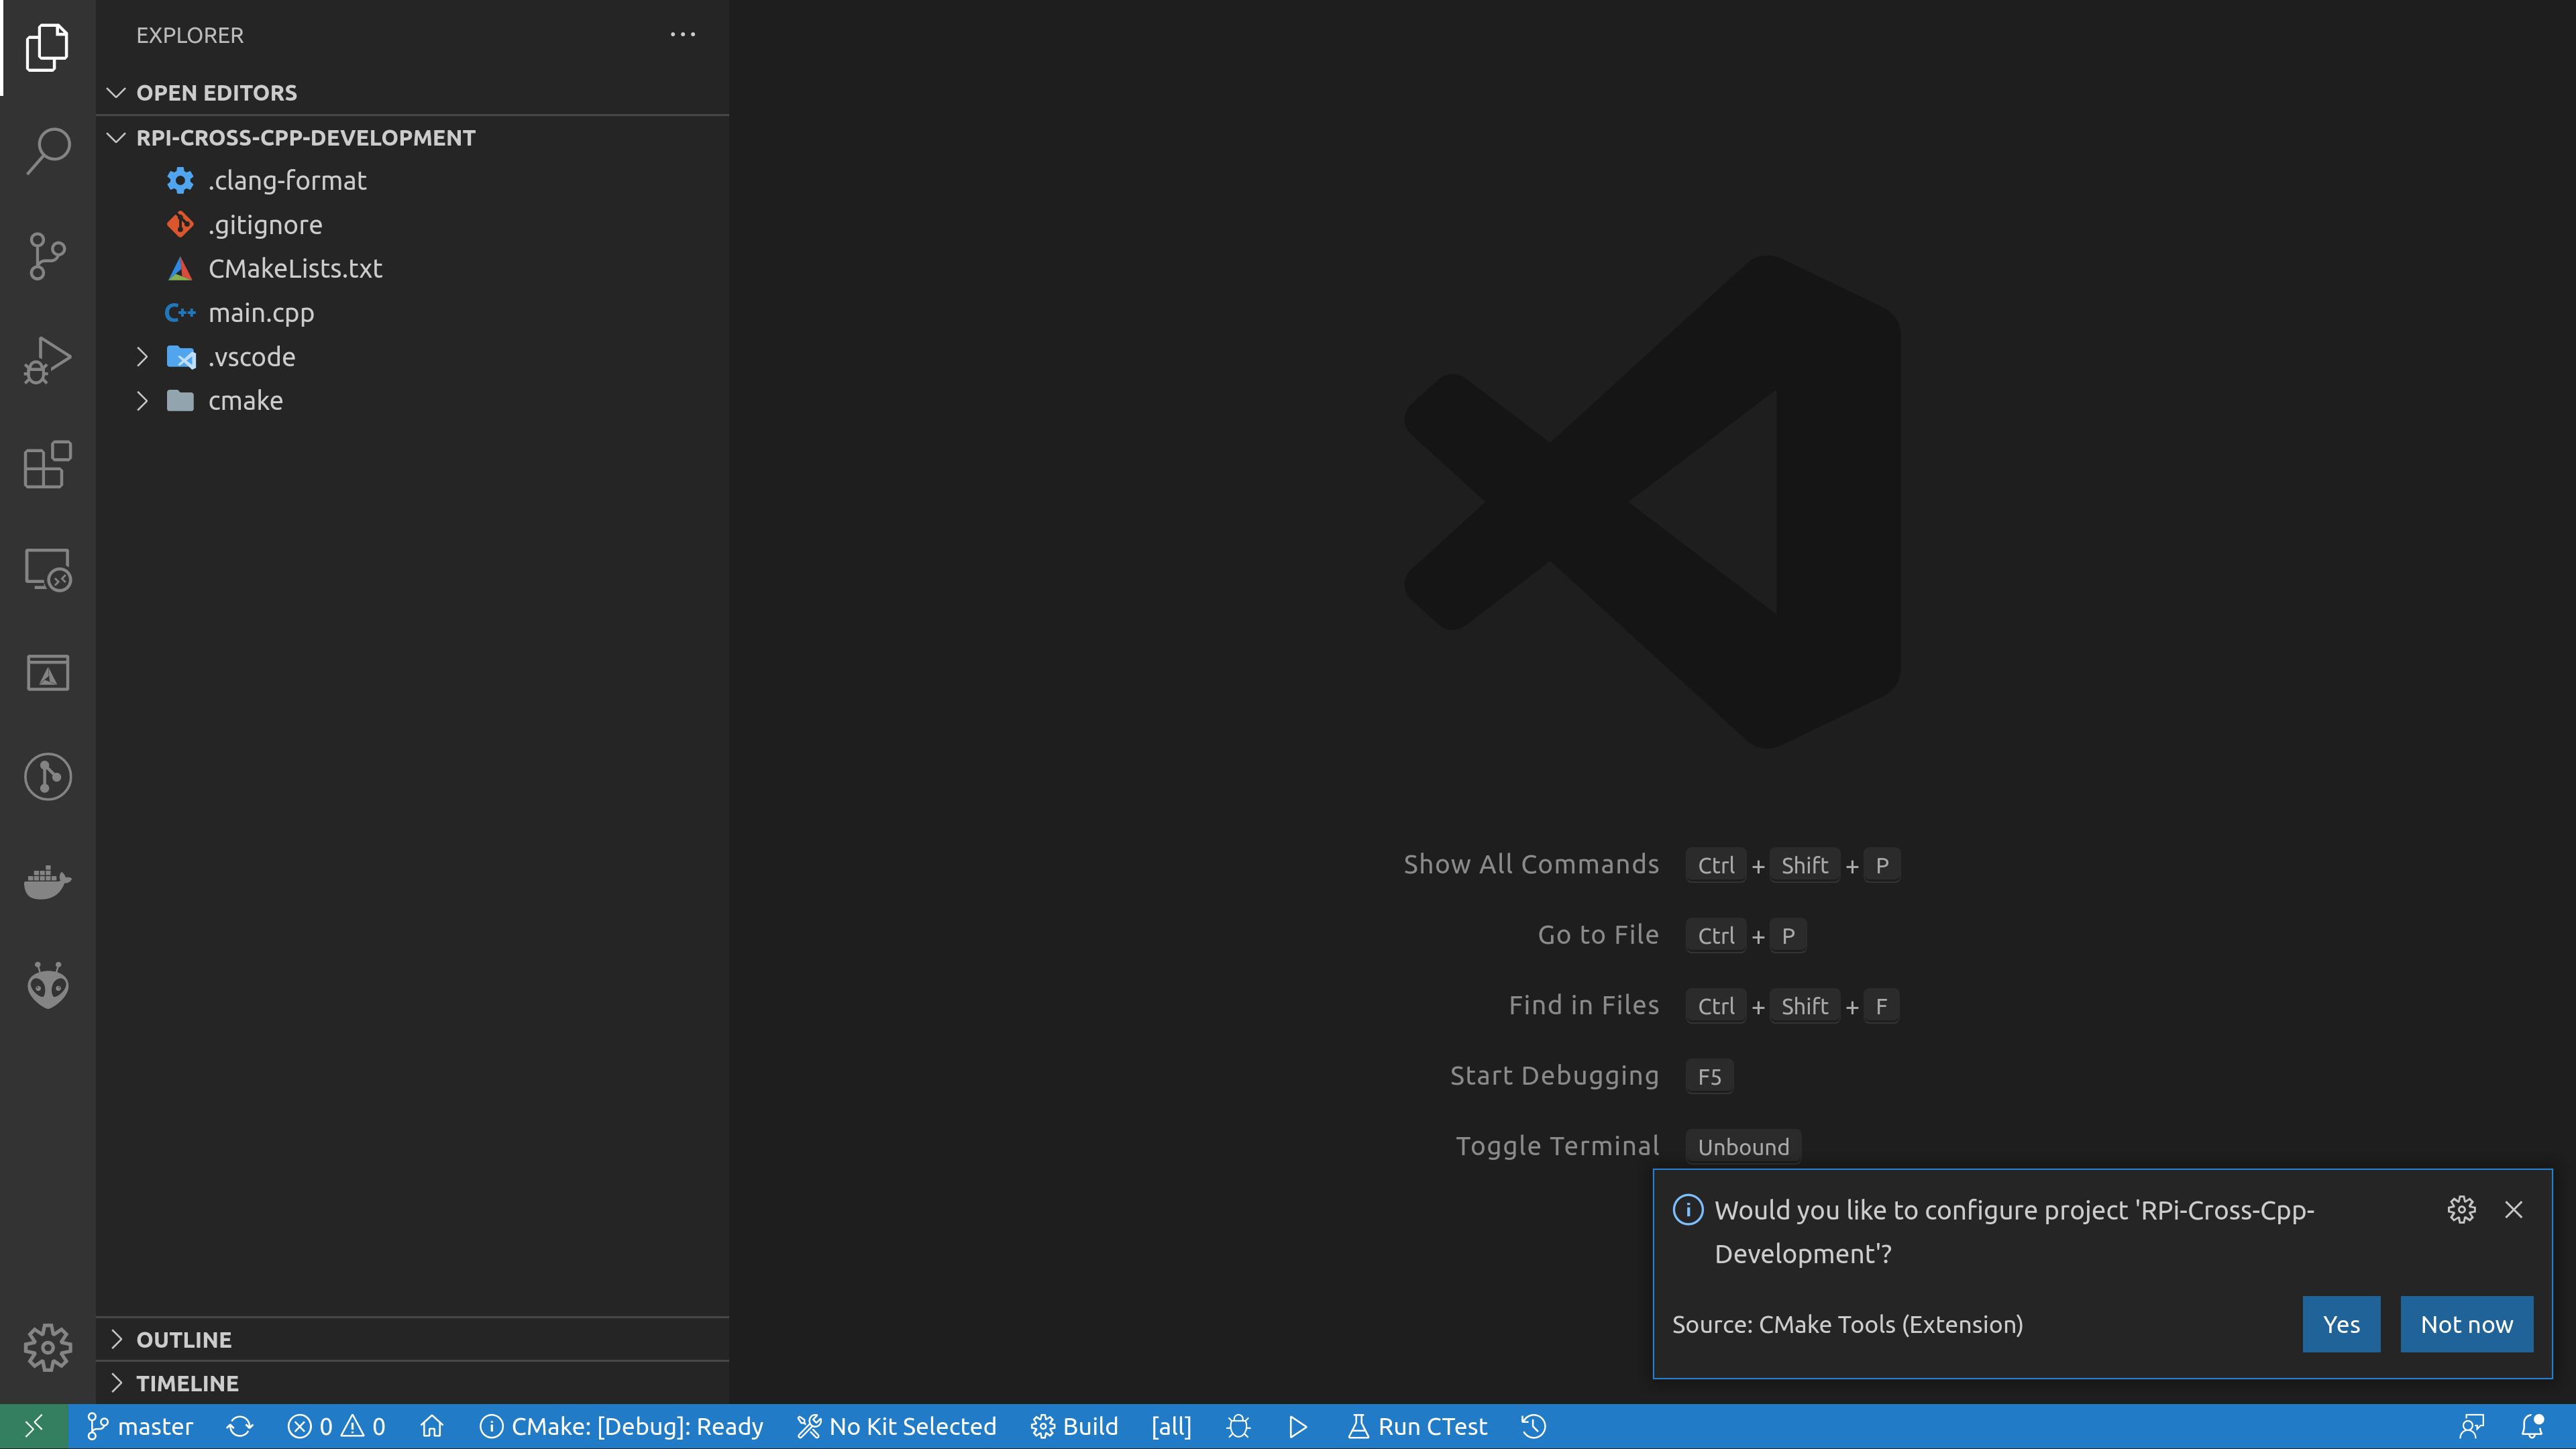 EXPLORER
OPEN EDITORS
RPI-CROSS-CPP-DEVELOPMENT
.clang-format
.gitignore
CMakeLists.txt
C++ main.cpp
.vscode
cmake
OUTLINE
TIMELINE
Show All Commands Ctrl + Shift + P
Go to File Ctrl + P
Find in Files Ctrl + Shift + F
Start Debugging F5
Toggle Terminal Unbound
Would you like to configure project 'RPi-Cross-Cpp-
Development'?
Source: CMake Tools (Extension) Yes Not now
master 0 0 CMake: [Debug]: Ready No Kit Selected Build [all] Run CTest